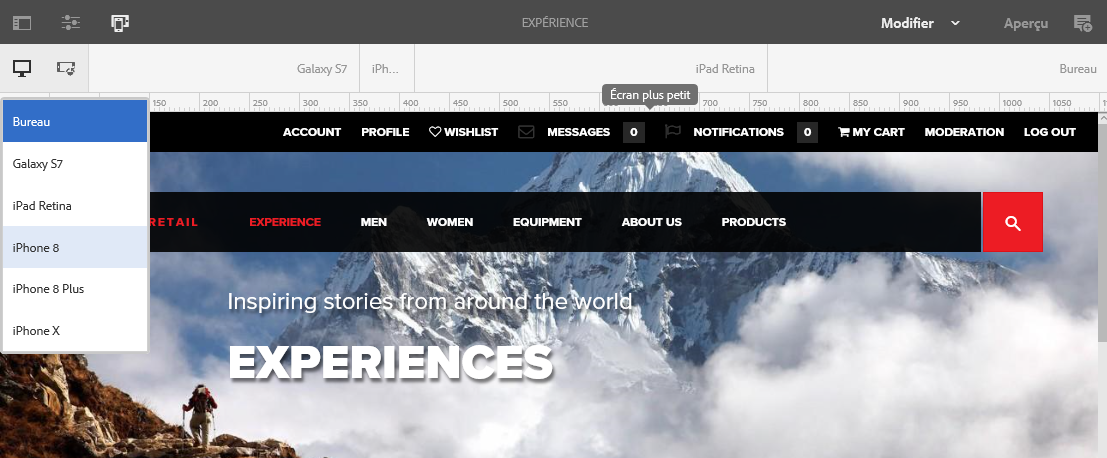 EXPÉRIENCE
Modifier
Aperçu
Galaxy S7
iPh...
iPad Retina
Bureau
150 200 250 300 350 400 450 500 550 600 700 750 800 850 900 950 1000 1050
Écran plus petit
Bureau
Galaxy S7
iPad Retina
iPhone 8
iPhone 8 Plus
iPhone X
ACCOUNT PROFILE WISHLIST MESSAGES 0 NOTIFICATIONS 0 MY CART MODERATION LOG OUT
RETAIL EXPERIENCE MEN WOMEN EQUIPMENT ABOUT US PRODUCTS
Inspiring stories from around the world
EXPERIENCES